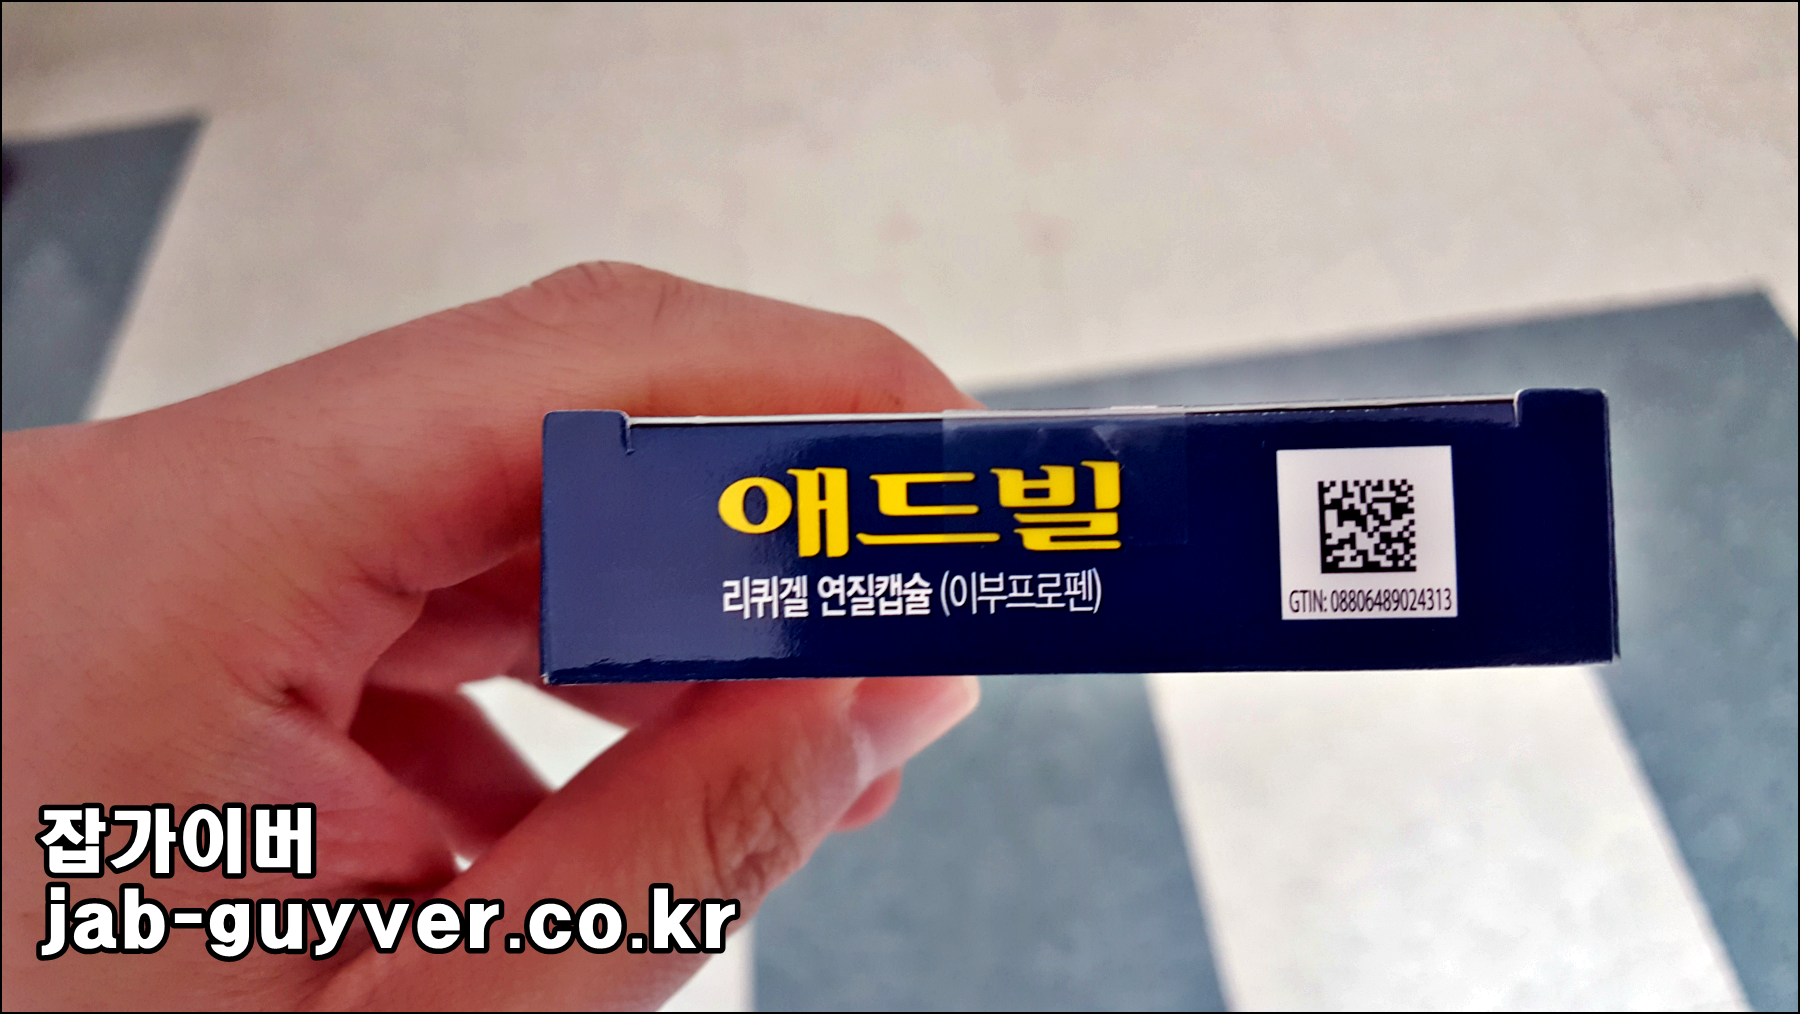 애드빌
리퀴겔 연질캡슐 (이부프로펜)
GTIN: 08806489024313
잡가이버
jab-guyver.co.kr